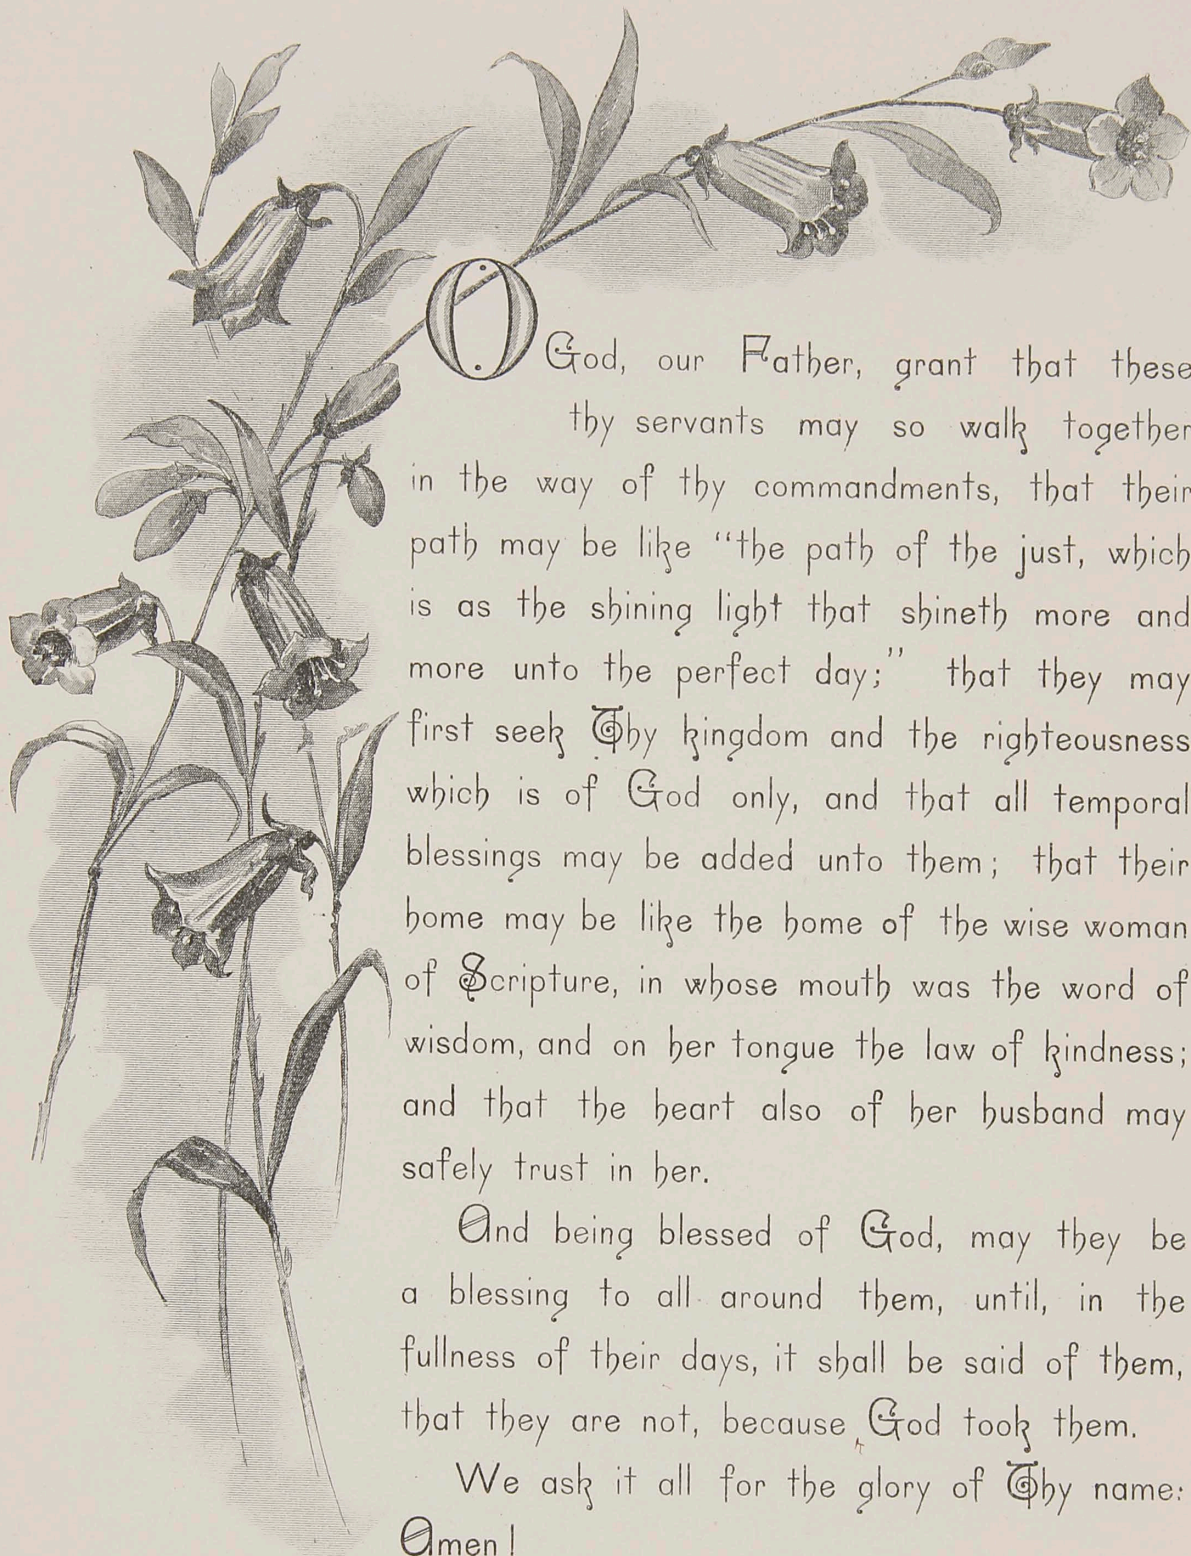 O God, our Father, grant that these
thy servants may so walk together
in the way of thy commandments, that their
path may be like “the path of the just, which
is as the shining light that shineth more and
more unto the perfect day;” that they may
first seek Thy kingdom and the righteousness
which is of God only, and that all temporal
blessings may be added unto them; that their
home may be like the home of the wise woman
of Scripture, in whose mouth was the word of
wisdom, and on her tongue the law of kindness;
and that the heart also of her husband may
safely trust in her.
And being blessed of God, may they be
a blessing to all around them, until, in the
fullness of their days, it shall be said of them,
that they are not, because God took them.
We ask it all for the glory of Thy name:
Amen!